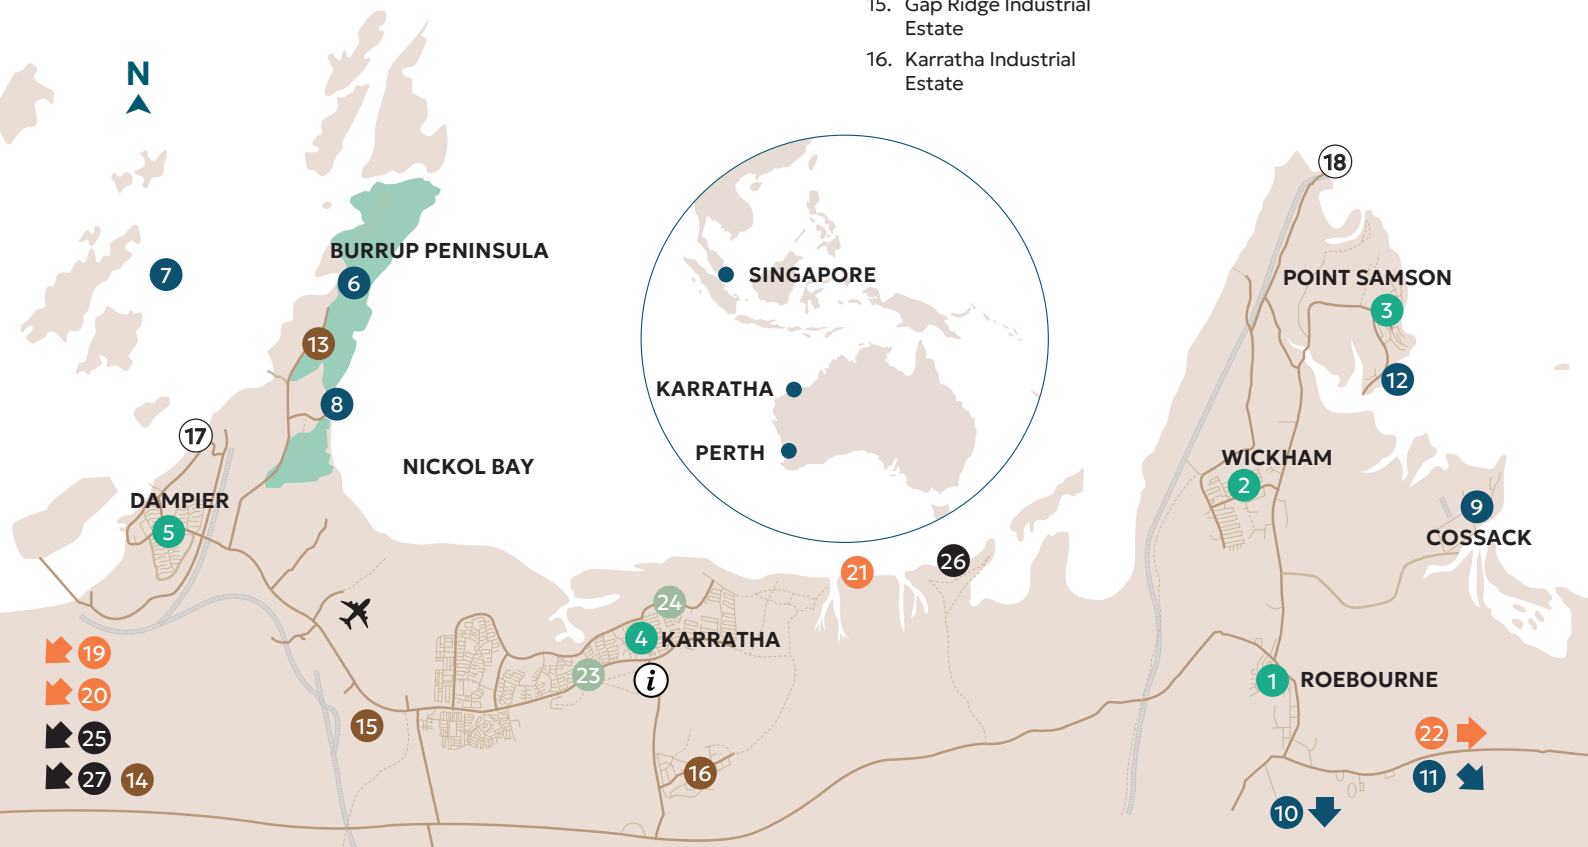 15. Gap Ridge Industrial
Estate
16. Karratha Industrial
Estate
N
18
BURRUP PENINSULA
7
6
SINGAPORE
POINT SAMSON
3
13
KARRATHA
12
8
17
PERTH
NICKOL BAY
WICKHAM
2
DAMPIER
5
9
COSSACK
21
26
24
4 KARRATHA
19
23
i
1 ROEBOURNE
20
15
22
25
16
11
27 14
10